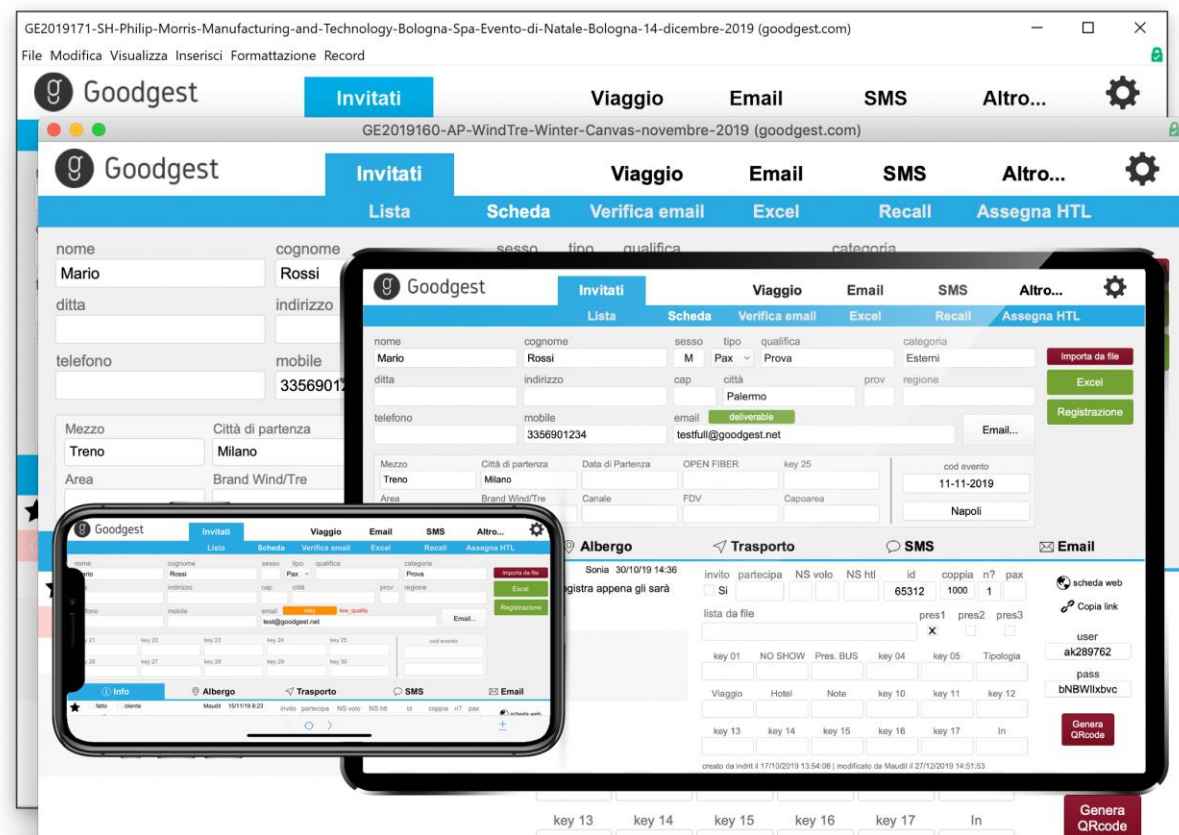 GE2019171-SH-Philip-Morris-Manufacturing-and-Technology-Bologna-Spa-Evento-di-Natale-Bologna-14-dicembre-2019 (goodgest.com)
File Modifica Visualizza Inserisci Formattazione Record
g Goodgest Invitati Viaggio Email SMS Altro...
GE2019160-AP-WindTre-Winter-Canvas-novembre-2019 (goodgest.com)
g Goodgest Invitati Viaggio Email SMS Altro...
Lista Scheda Verifica email Excel Recall Assegna HTL
nome cognome sesso tipo qualifica categoria
Mario Rossi
ditta indirizzo
telefono mobile
Mezzo Città di partenza
Treno Milano
Area Brand Wind/Tre
key 13 key 14 key 15 key 16 key 17 In
Genera
QRcode
g Goodgest Invitati Viaggio Email SMS Altro...
Lista Scheda Verifica email Excel Recall Assegna HTL
nome cognome sesso tipo qualifica categoria
Mario Rossi M Pax Prova Esterni Importa da file
ditta indirizzo cap città prov regione Excel
Palermo
telefono mobile email deliverable Registrazione
3356901234 testfull@goodgest.net Email...
Mezzo Città di partenza Data di Partenza OPEN FIBER key 25 cod evento
Treno Milano 11-11-2019
Area Brand Wind/Tre Canale FDV Capoarea
Napoli
Albergo Trasporto SMS Email
Sonia 30/10/19 14:36 invito partecipa NS volo NS htl id coppia n? pax scheda web
appena gli sarà Si 65312 1000 1 Copia link
lista da file pres1 pres2 pres3
X user
key 01 NO SHOW Pres. BUS key 04 key 05 Tipologia ak289762
pass
Viaggio Hotel Note key 10 key 11 key 12 bNBWIlxbvc
key 13 key 14 key 15 key 16 key 17 In Genera
QRcode
creato da indrit il 17/10/2019 13:54:08 | modificato da Maudit il 27/12/2019 14:51:53
g Goodgest Invitati Viaggio Email SMS Altro...
Lista Scheda Verifica email Excel Recall Assegna HTL
nome cognome sesso tipo qualifica categoria
Rossi Pax Prova Importa da file
indirizzo cap città prov regione Excel
mobile email risky low_quality Registrazione
test@goodgest.net Email...
key 22 key 23 key 24 key 25 cod evento
key 26 key 27 key 28 key 29 key 30
Info Albergo Trasporto SMS Email
fatto cliente Maudit 15/11/19 8:23 invito partecipa NS volo NS htl id coppia n? pax scheda web